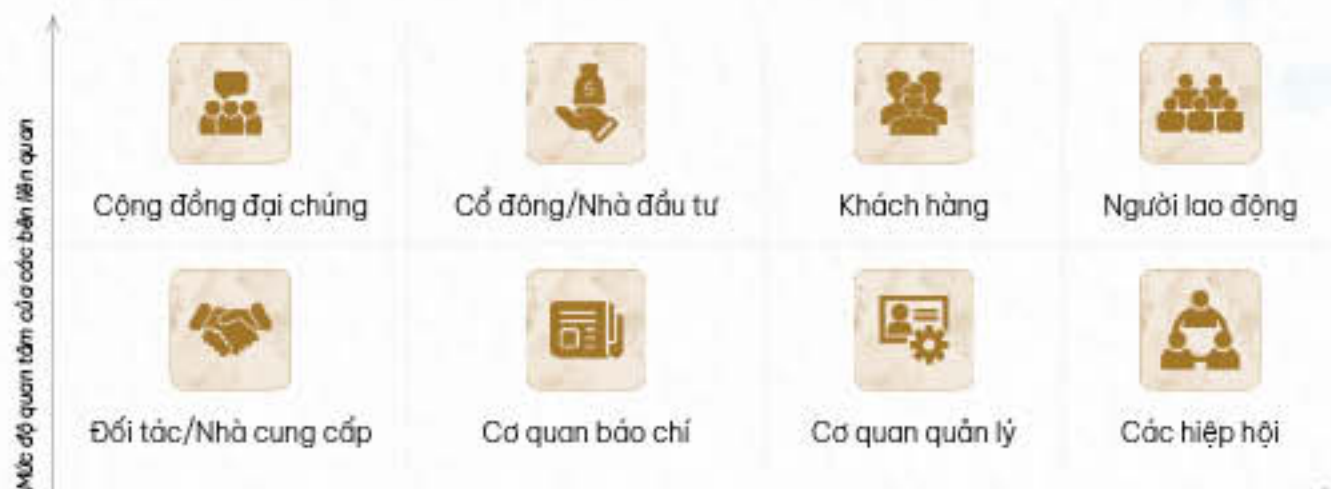 Mức độ quan tâm của các bên liên quan
Cộng đồng đại chúng
Cổ đông/Nhà đầu tư
Khách hàng
Người lao động
Đối tác/Nhà cung cấp
Cơ quan báo chí
Cơ quan quản lý
Các hiệp hội